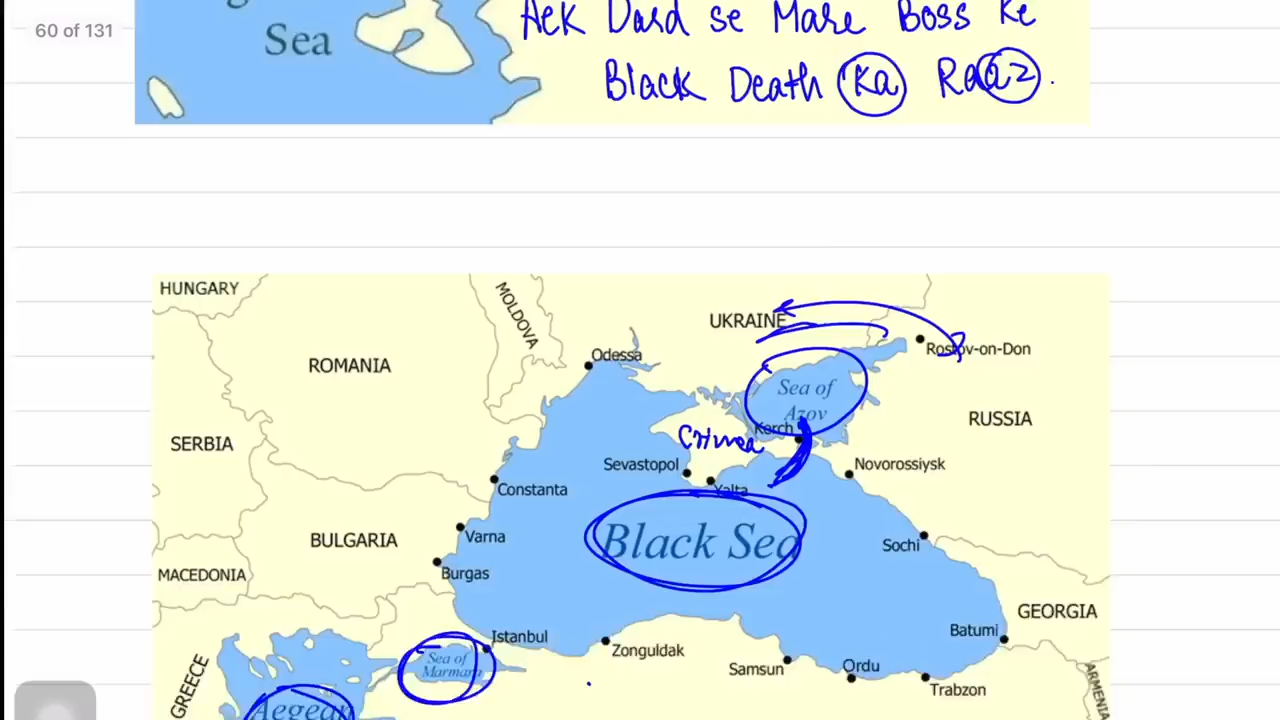 Aek Dard se Mare Boss Ke
60 of 131
Sea
Black Death Ka Raaz.
HUNGARY
MOLDOVA
UKRAINE
Rostov-on-Don
Odessa
ROMANIA
Sea of
Azov
RUSSIA
Kerch
Crimea
SERBIA
Sevastopol
Novorossiysk
Yalta
Constanta
Black Sea
Varna
BULGARIA
Sochi
Burgas
MACEDONIA
GEORGIA
Batumi
Istanbul
Zonguldak
Sea of
Marmara
Samsun
Ordu
Trabzon
GREECE
ARMENIA
Aegean